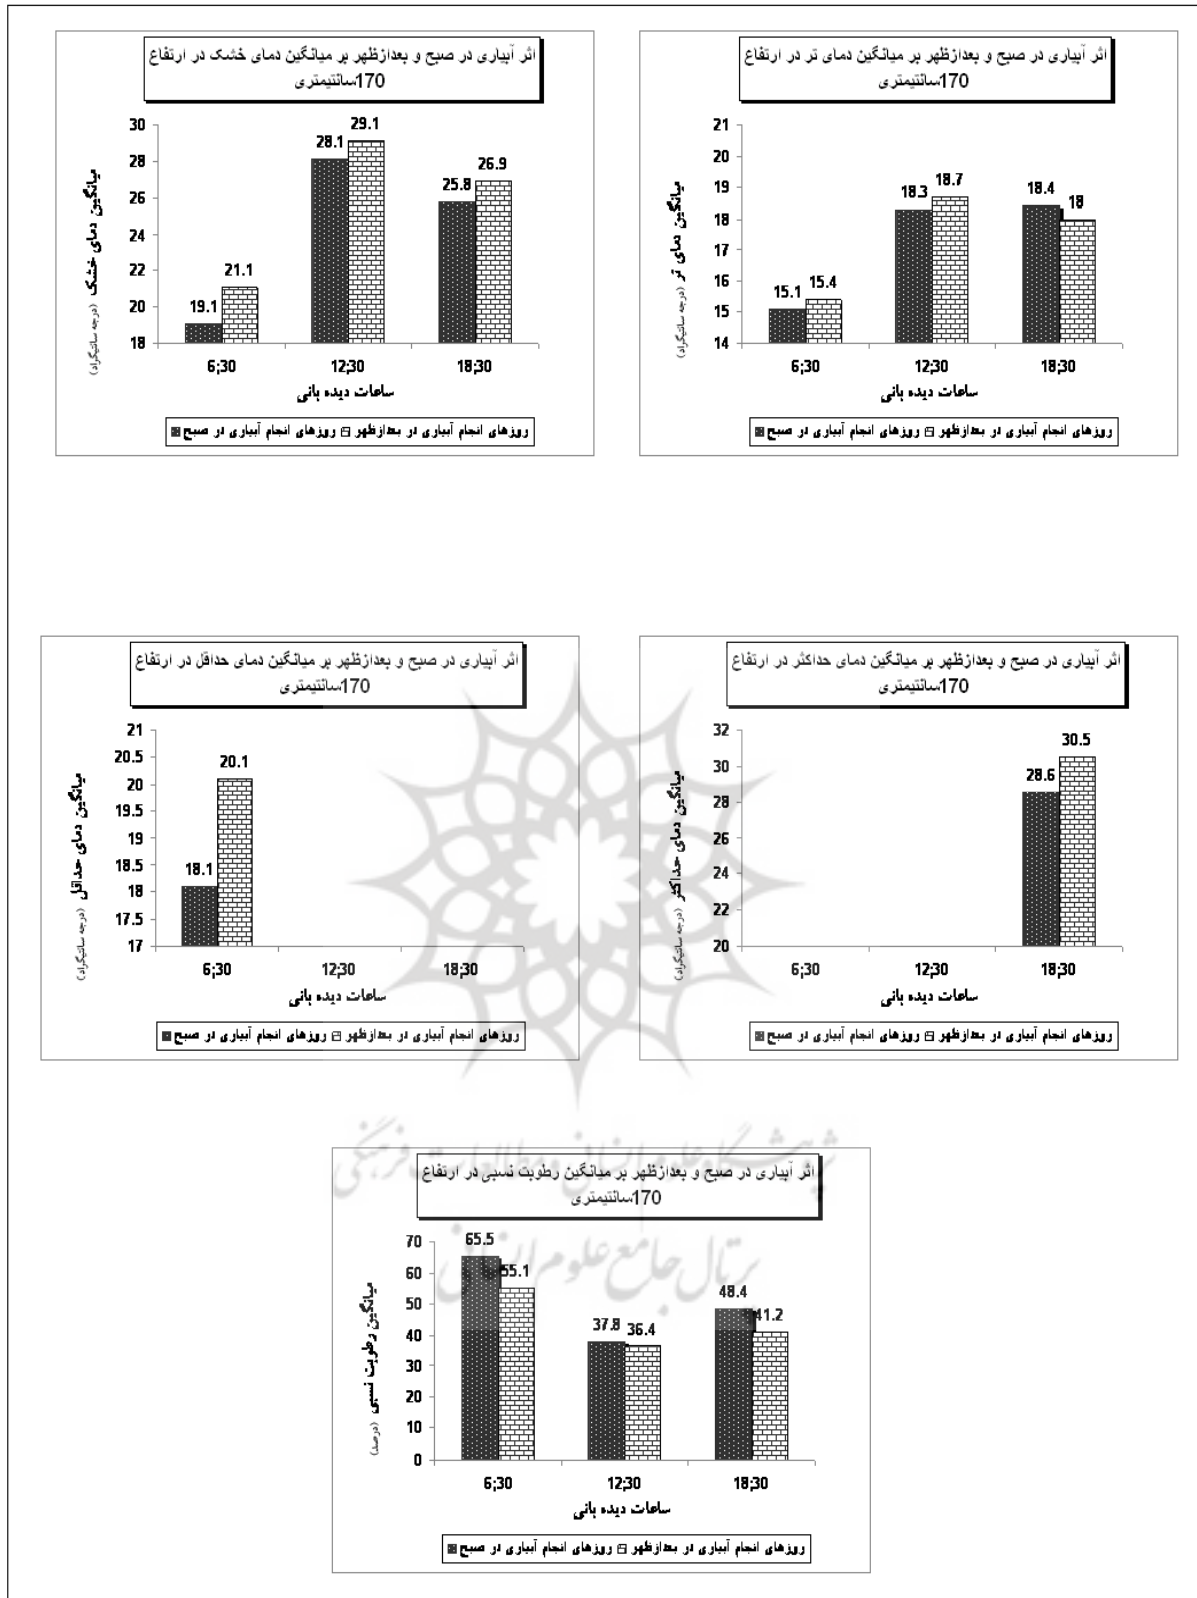 اثر آبیاری در صبح و بعدازظهر بر میانگین دمای خشک در ارتفاع
170سانتیمتری
میانگین دمای خشک (درجه سانتیگراد)
30
28
26
24
22
20
18
19.1
21.1
28.1
29.1
25.8
26.9
6;30
12;30
18;30
ساعات دیده بانی
روزهای انجام آبیاری در صبح روزهای انجام آبیاری در بعدازظهر
اثر آبیاری در صبح و بعدازظهر بر میانگین دمای تر در ارتفاع
170سانتیمتری
میانگین دمای تر (درجه سانتیگراد)
21
20
19
18
17
16
15
14
15.1
15.4
18.3
18.7
18.4
18
6;30
12;30
18;30
ساعات دیده بانی
روزهای انجام آبیاری در صبح روزهای انجام آبیاری در بعدازظهر
اثر آبیاری در صبح و بعدازظهر بر میانگین دمای حداقل در ارتفاع
170سانتیمتری
میانگین دمای حداقل (درجه سانتیگراد)
21
20.5
20
19.5
19
18.5
18
17.5
17
18.1
20.1
6;30
12;30
18;30
ساعات دیده بانی
روزهای انجام آبیاری در صبح روزهای انجام آبیاری در بعدازظهر
اثر آبیاری در صبح و بعدازظهر بر میانگین دمای حداکثر در ارتفاع
170سانتیمتری
میانگین دمای حداکثر (درجه سانتیگراد)
32
30
28
26
24
22
20
28.6
30.5
6;30
12;30
18;30
ساعات دیده بانی
روزهای انجام آبیاری در صبح روزهای انجام آبیاری در بعدازظهر
پژوهشگاه علوم انسانی و مطالعات فرهنگی
پرتال جامع علوم انسانی
اثر آبیاری در صبح و بعدازظهر بر میانگین رطوبت نسبی در ارتفاع
170سانتیمتری
میانگین رطوبت نسبی (درصد)
70
60
50
40
30
20
10
0
65.5
55.1
37.8
36.4
48.4
41.2
6;30
12;30
18;30
ساعات دیده بانی
روزهای انجام آبیاری در صبح روزهای انجام آبیاری در بعدازظهر